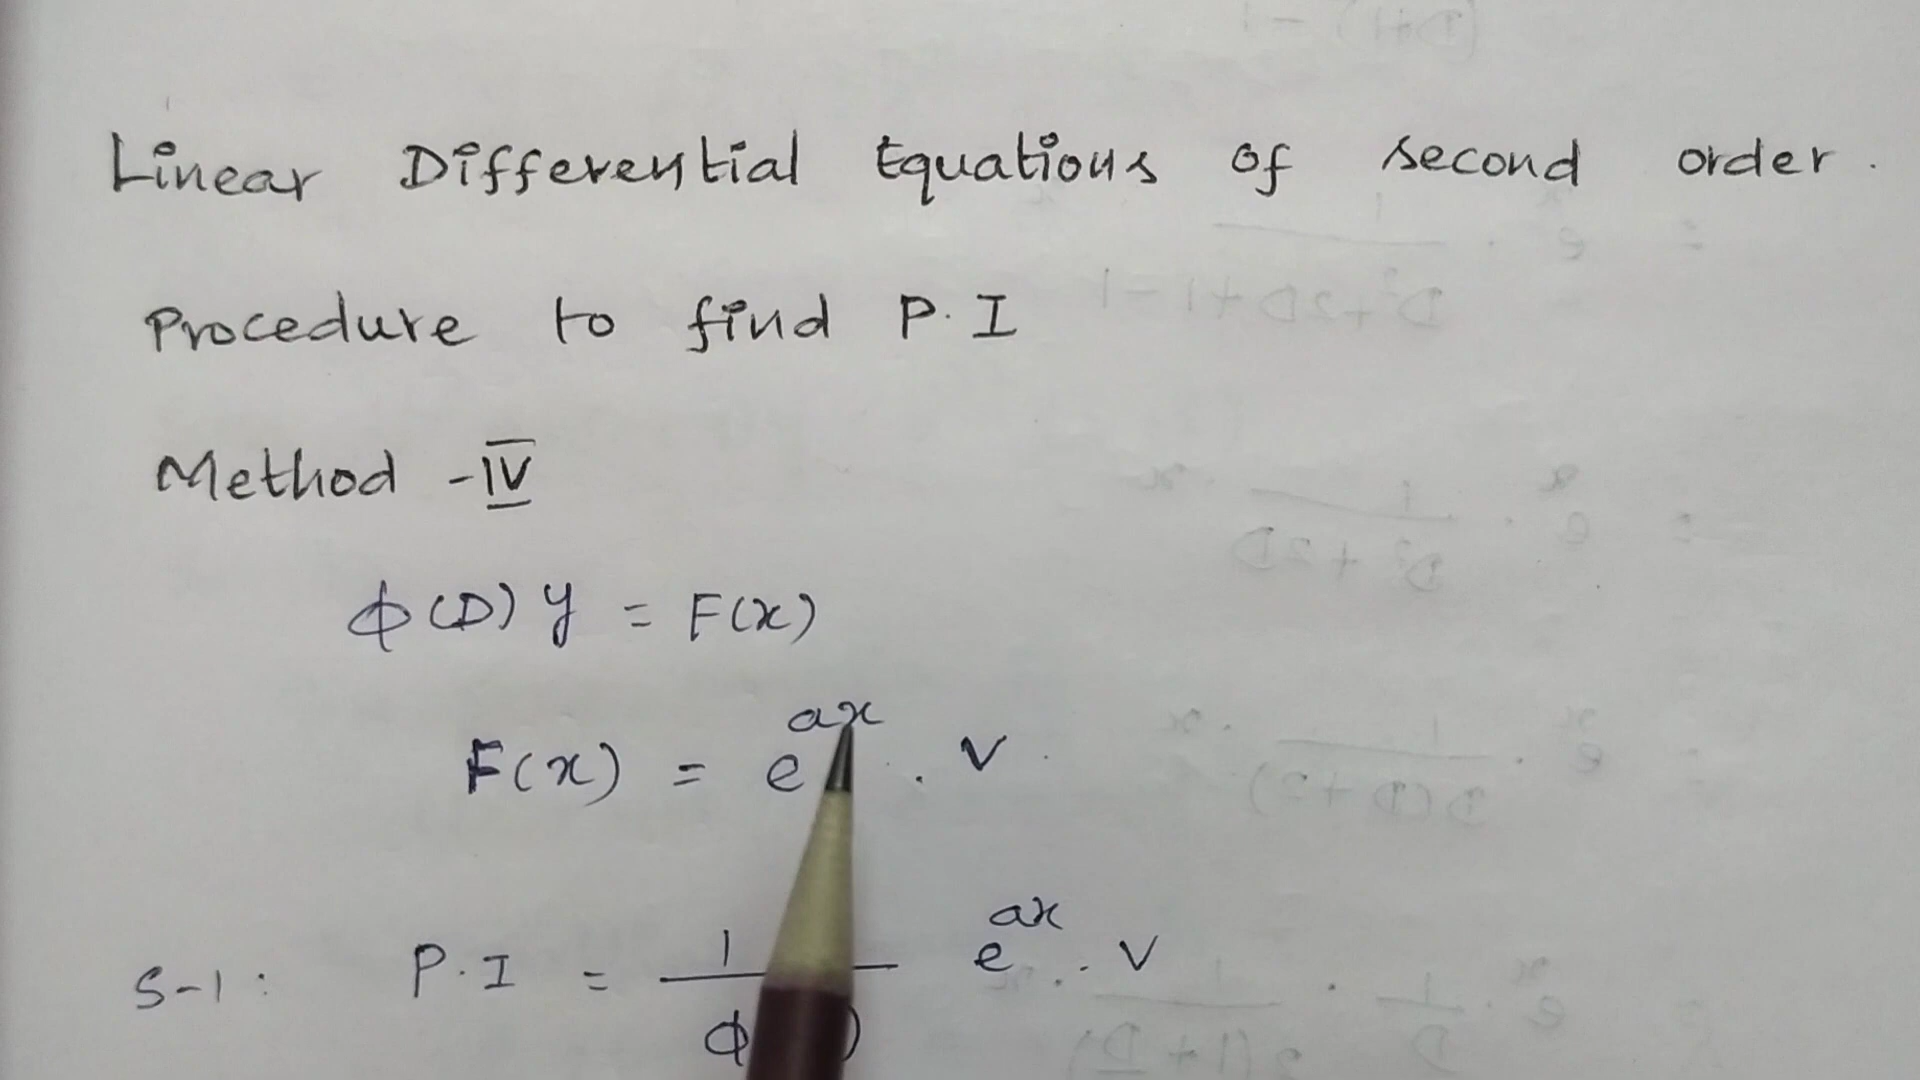 Linear Differential Equations of second order.
Procedure to find P.I
Method - IV
ϕ(D) y = F(x)
F(x) = e^{ax} . v
S-1: P.I = 1/ϕ( ) e^{ax} . v